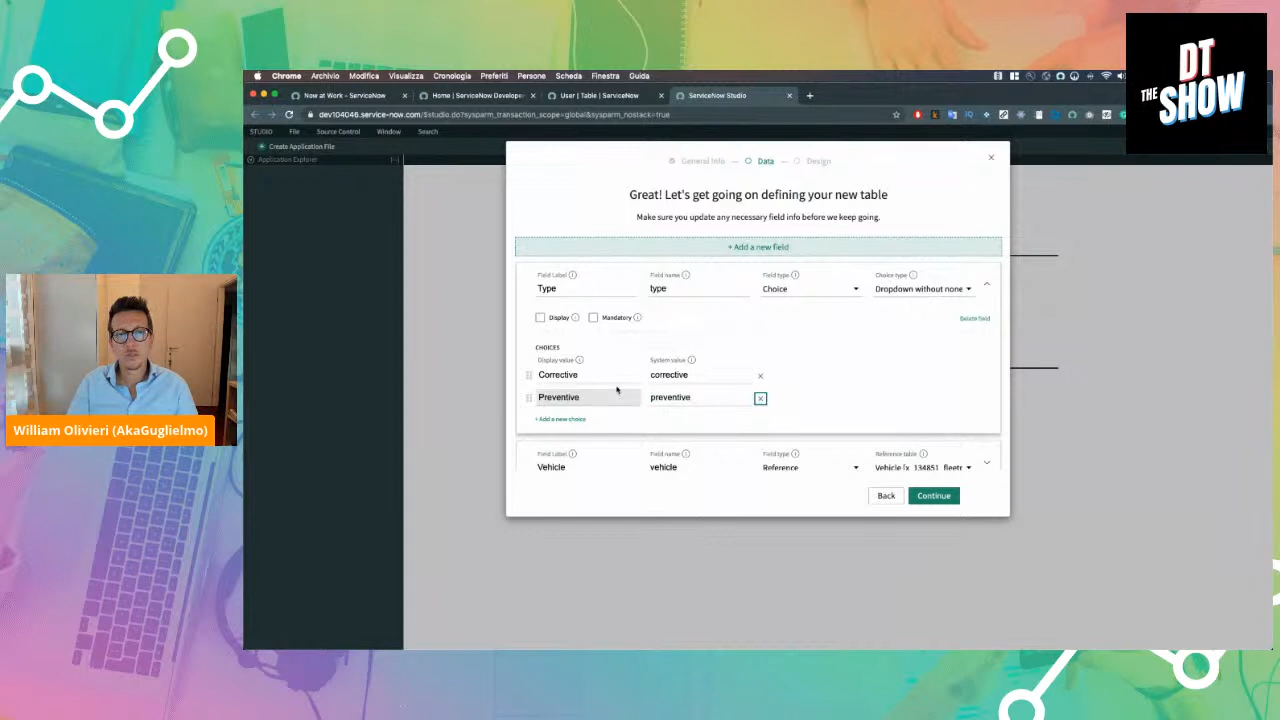 DT
THE
SHOW
Chrome Archivio Modifica Visualizza Cronologia Preferiti Persone Scheda Finestra Guida
Now at Work - ServiceNow × Home | ServiceNow Develope × User | Table | ServiceNow × ServiceNow Studio × +
dev104046.service-now.com/$studio.do?sysparm_transaction_scope=global&sysparm_nostack=true
STUDIO File Source Control Window Search
Create Application File
Application Explorer
General Info Data Design
Great! Let's get going on defining your new table
Make sure you update any necessary field info before we keep going.
+ Add a new field
Field Label Field name Field type Choice type
Type type Choice Dropdown without none
Display Mandatory Delete field
CHOICES
Display value System value
Corrective corrective ×
Preventive preventive ×
+ Add a new choice
Field Label Field name Field type Reference table
Vehicle vehicle Reference Vehicle [x_134851_fleetr
Back Continue
William Olivieri (AkaGuglielmo)